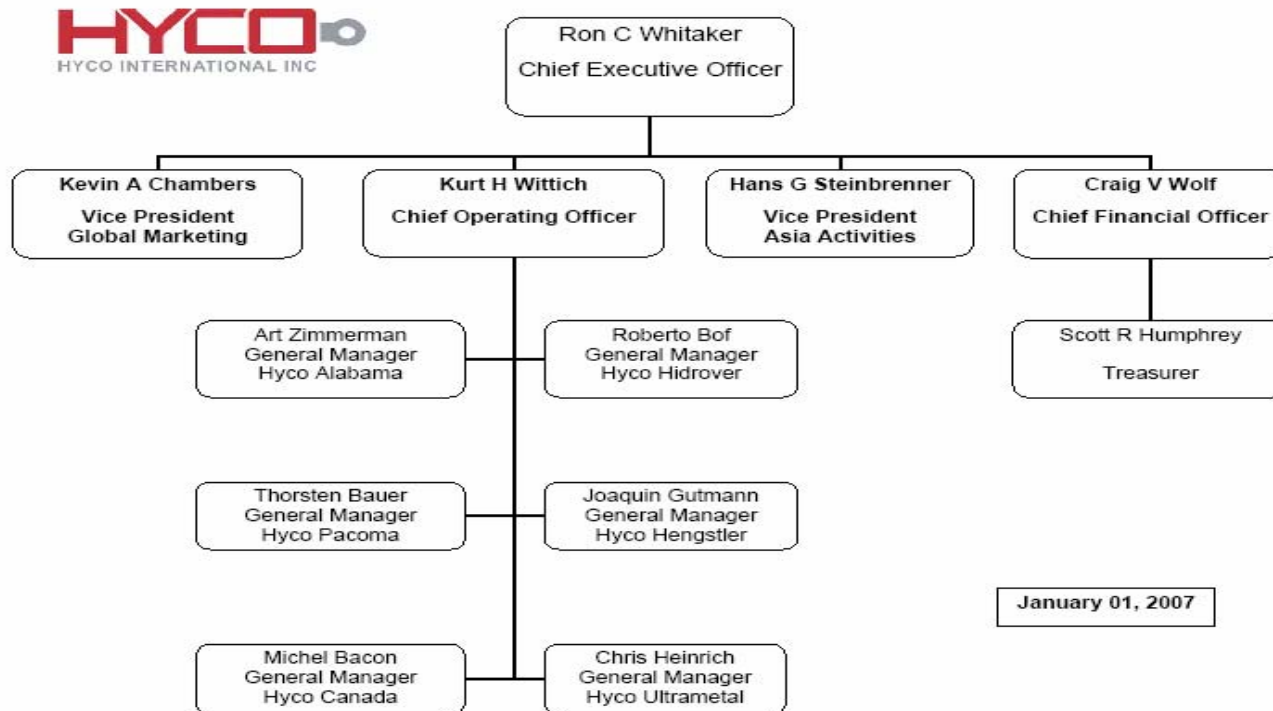 HYCO
HYCO INTERNATIONAL INC
Ron C Whitaker
Chief Executive Officer
Kevin A Chambers
Vice President
Global Marketing
Kurt H Wittich
Chief Operating Officer
Hans G Steinbrenner
Vice President
Asia Activities
Craig V Wolf
Chief Financial Officer
Art Zimmerman
General Manager
Hyco Alabama
Roberto Bof
General Manager
Hyco Hidrover
Scott R Humphrey
Treasurer
Thorsten Bauer
General Manager
Hyco Pacoma
Joaquin Gutmann
General Manager
Hyco Hengstler
January 01, 2007
Michel Bacon
General Manager
Hyco Canada
Chris Heinrich
General Manager
Hyco Ultrametal